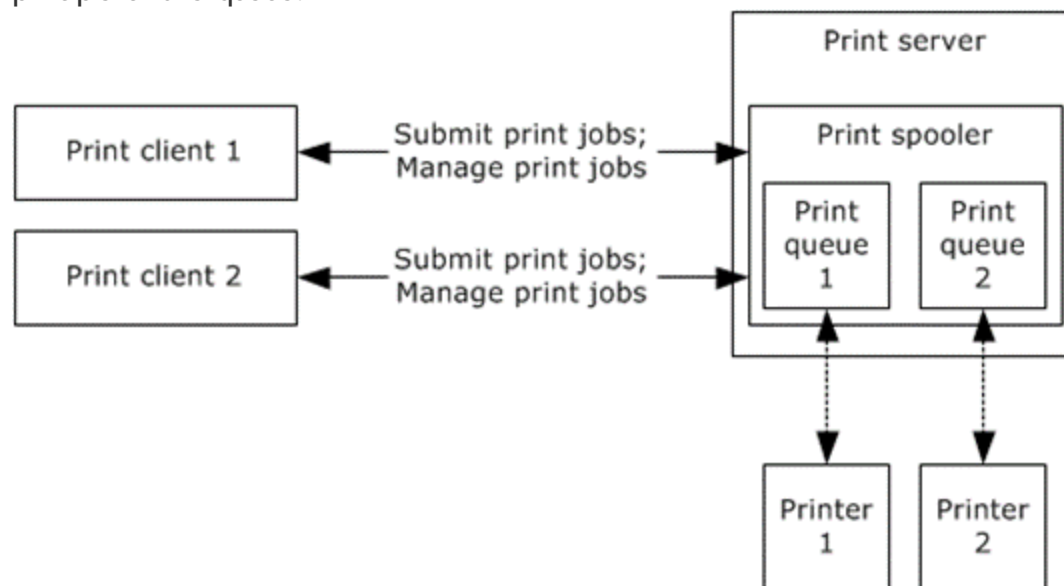 Print server
Print spooler
Print client 1
Submit print jobs;
Manage print jobs
Print
queue
1
Print
queue
2
Print client 2
Submit print jobs;
Manage print jobs
Printer
1
Printer
2